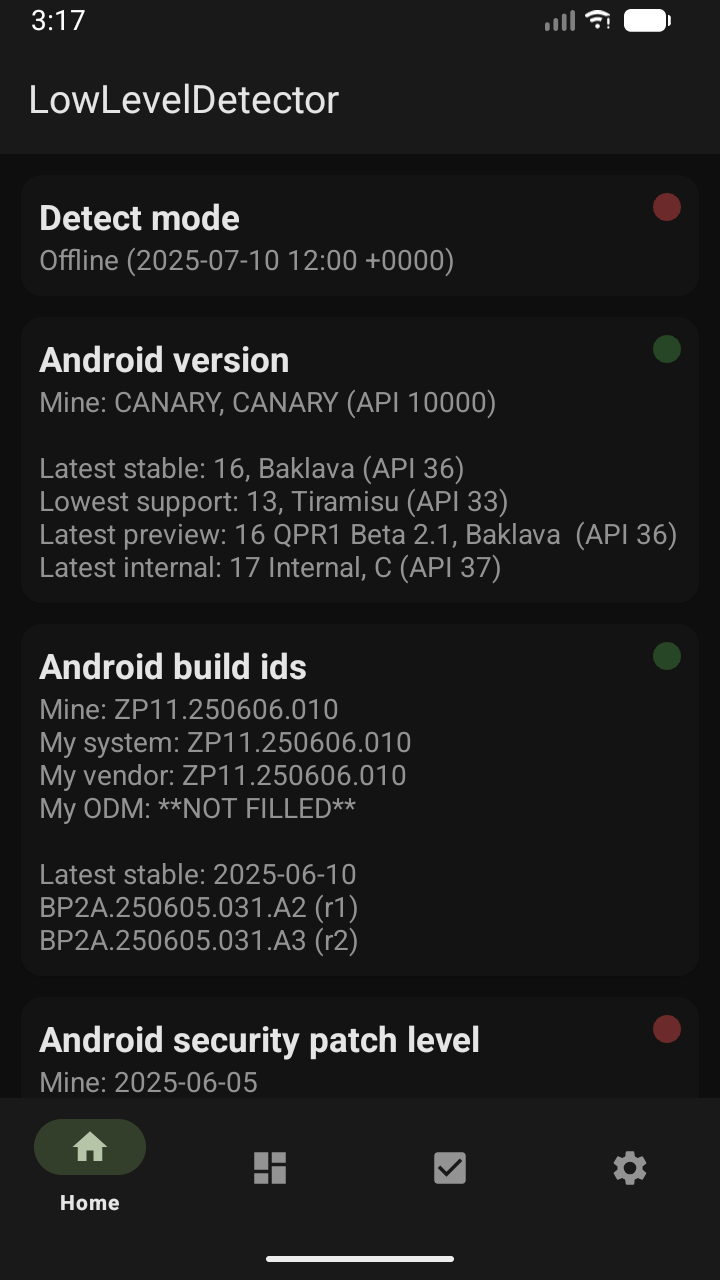 3:17
LowLevelDetector
Detect mode
Offline (2025-07-10 12:00 +0000)
Android version
Mine: CANARY, CANARY (API 10000)
Latest stable: 16, Baklava (API 36)
Lowest support: 13, Tiramisu (API 33)
Latest preview: 16 QPR1 Beta 2.1, Baklava  (API 36)
Latest internal: 17 Internal, C (API 37)
Android build ids
Mine: ZP11.250606.010
My system: ZP11.250606.010
My vendor: ZP11.250606.010
My ODM: **NOT FILLED**
Latest stable: 2025-06-10
BP2A.250605.031.A2 (r1)
BP2A.250605.031.A3 (r2)
Android security patch level
Mine: 2025-06-05
Home